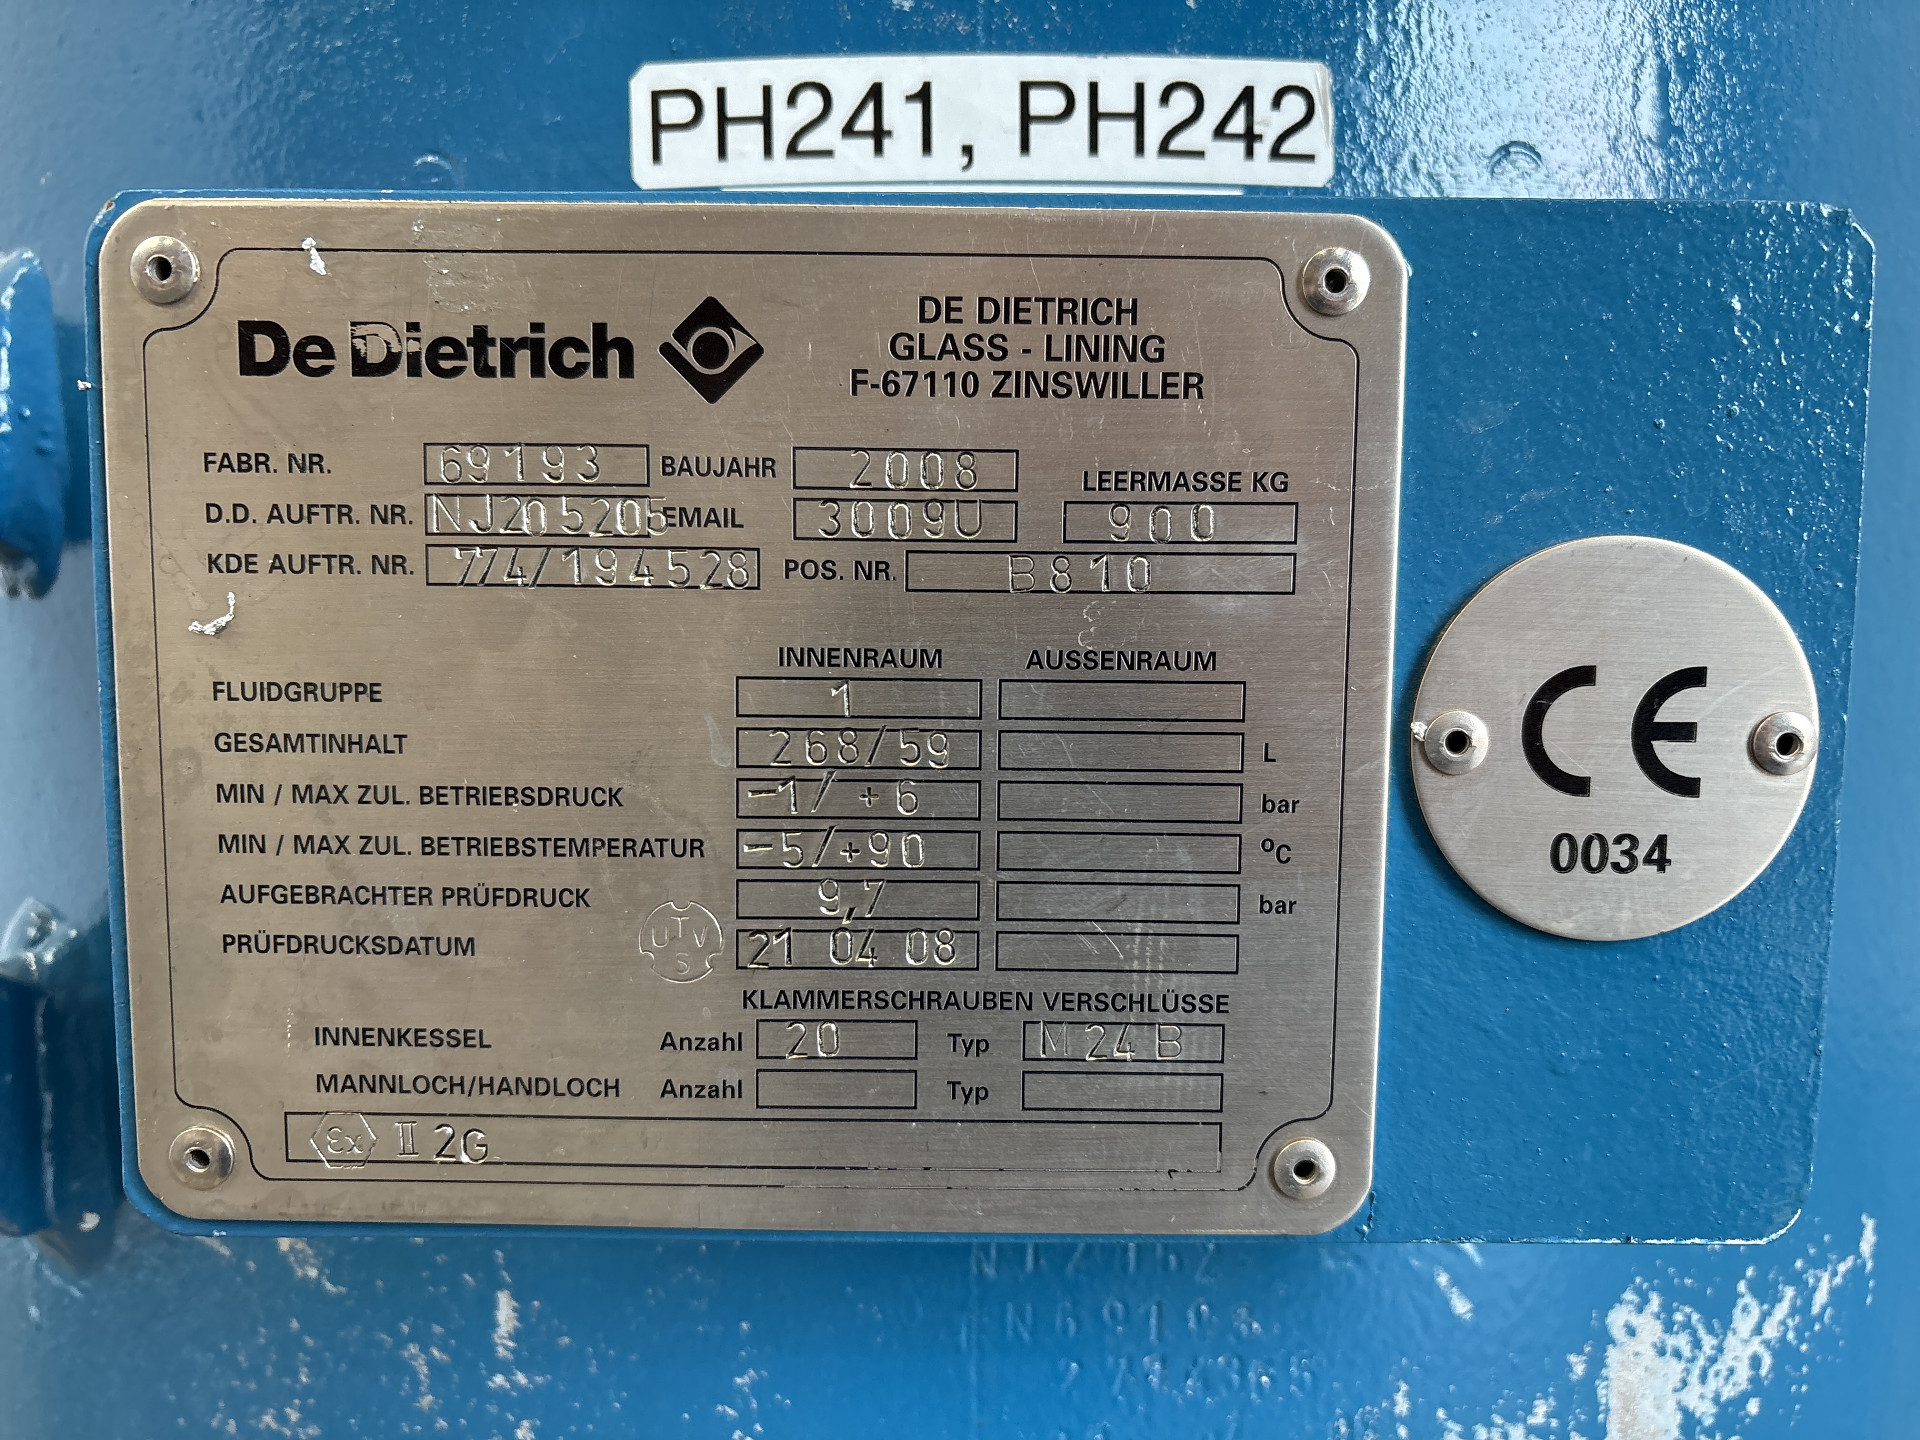 PH241, PH242
De Dietrich
DE DIETRICH
GLASS - LINING
F-67110 ZINSWILLER
FABR. NR. 69193 BAUJAHR 2008 LEERMASSE KG
D.D. AUFTR. NR. NJ205205 EMAIL 3009U 900
KDE AUFTR. NR. 774/194528 POS. NR. B810
INNENRAUM AUSSENRAUM
FLUIDGRUPPE 1
GESAMTINHALT 268/59 L
MIN / MAX ZUL. BETRIEBSDRUCK -1/ +6 bar
MIN / MAX ZUL. BETRIEBSTEMPERATUR -5/+90 °C
AUFGEBRACHTER PRÜFDRUCK 9,7 bar
PRÜFDRUCKSDATUM 21 04 08
KLAMMERSCHRAUBEN VERSCHLÜSSE
INNENKESSEL Anzahl 20 Typ M24B
MANNLOCH/HANDLOCH Anzahl Typ
Ex II 2G
CE
0034